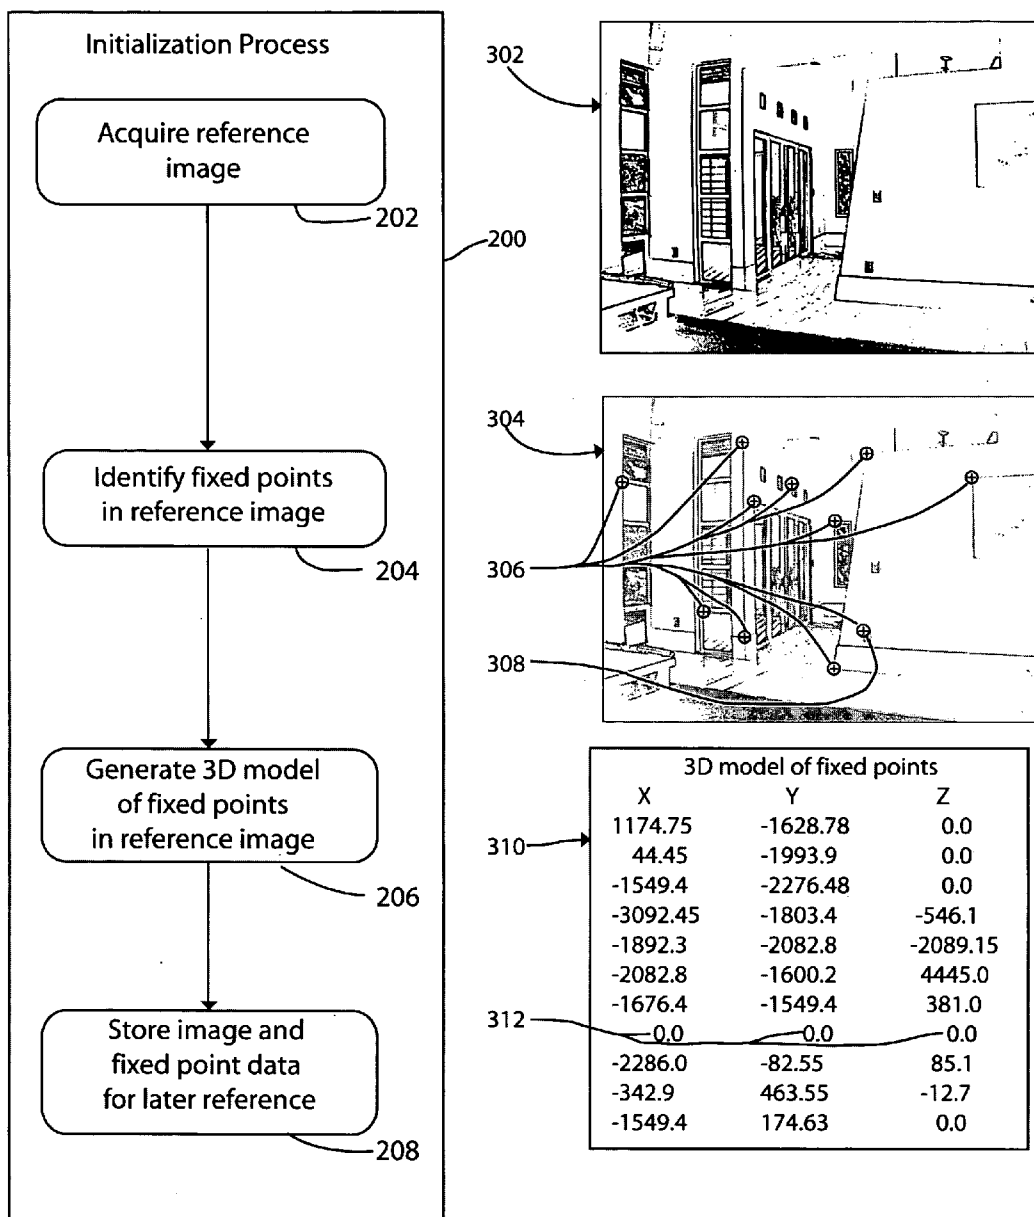 Initialization Process
Acquire reference
image
202
200
Identify fixed points
in reference image
204
Generate 3D model
of fixed points
in reference image
206
Store image and
fixed point data
for later reference
208
302
304
306
308
310
3D model of fixed points
X Y Z
1174.75 -1628.78 0.0
44.45 -1993.9 0.0
-1549.4 -2276.48 0.0
-3092.45 -1803.4 -546.1
-1892.3 -2082.8 -2089.15
-2082.8 -1600.2 4445.0
-1676.4 -1549.4 381.0
312
0.0 0.0 0.0
-2286.0 -82.55 85.1
-342.9 463.55 -12.7
-1549.4 174.63 0.0